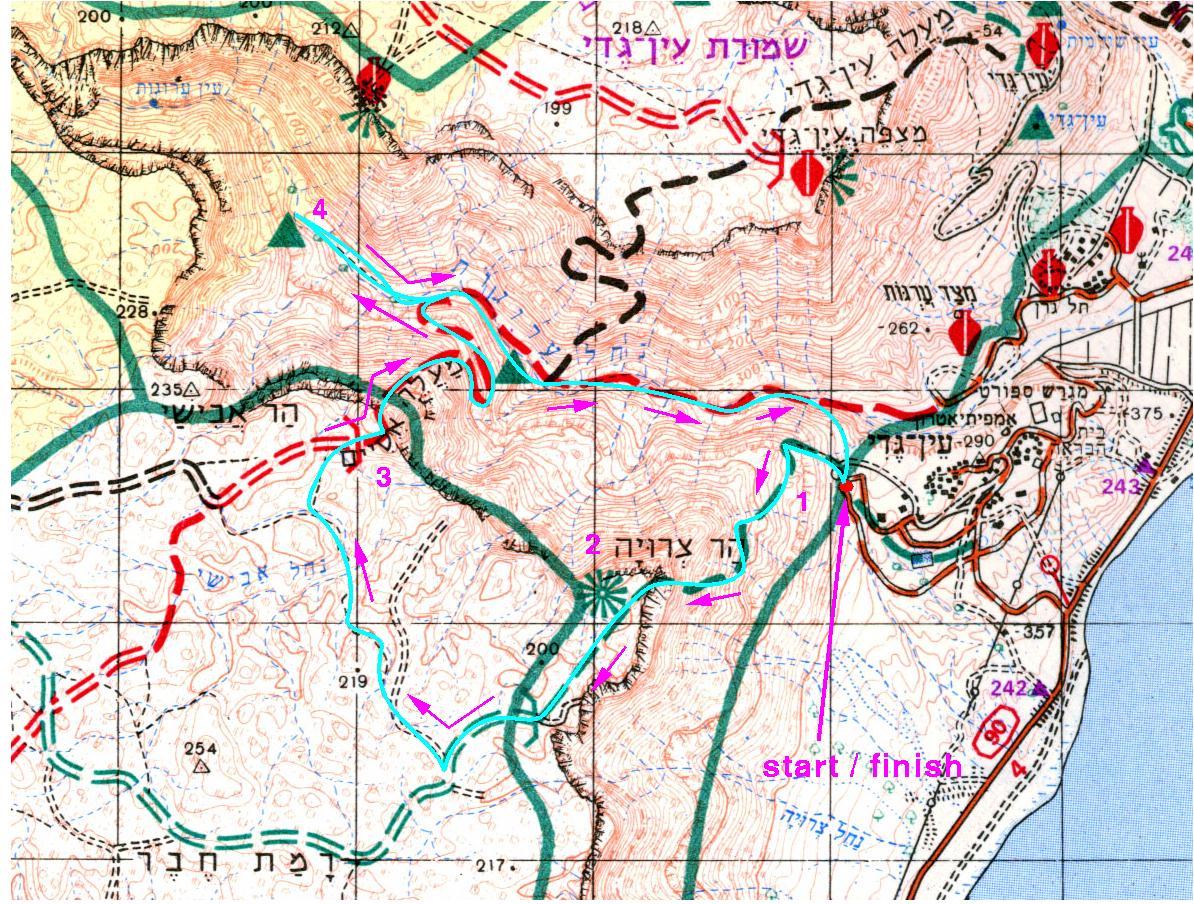 200
200
212
218
54
שמורת עין־גדי
מעלה עין־גדי
עין־גדי
עין־גדי
199
מצפה עין־גדי
4
24
228
מצד ערגות
תל גורן
262
235
הר אבישי
מגרש ספורט
אמפיתיאטרון
375
עין־גדי
290
בית־
הבראה
3
1
243
2
הר צרויה
נחל אבישי
357
200
219
242
90
254
4
start / finish
נחל צרויה
רמת חבר
217